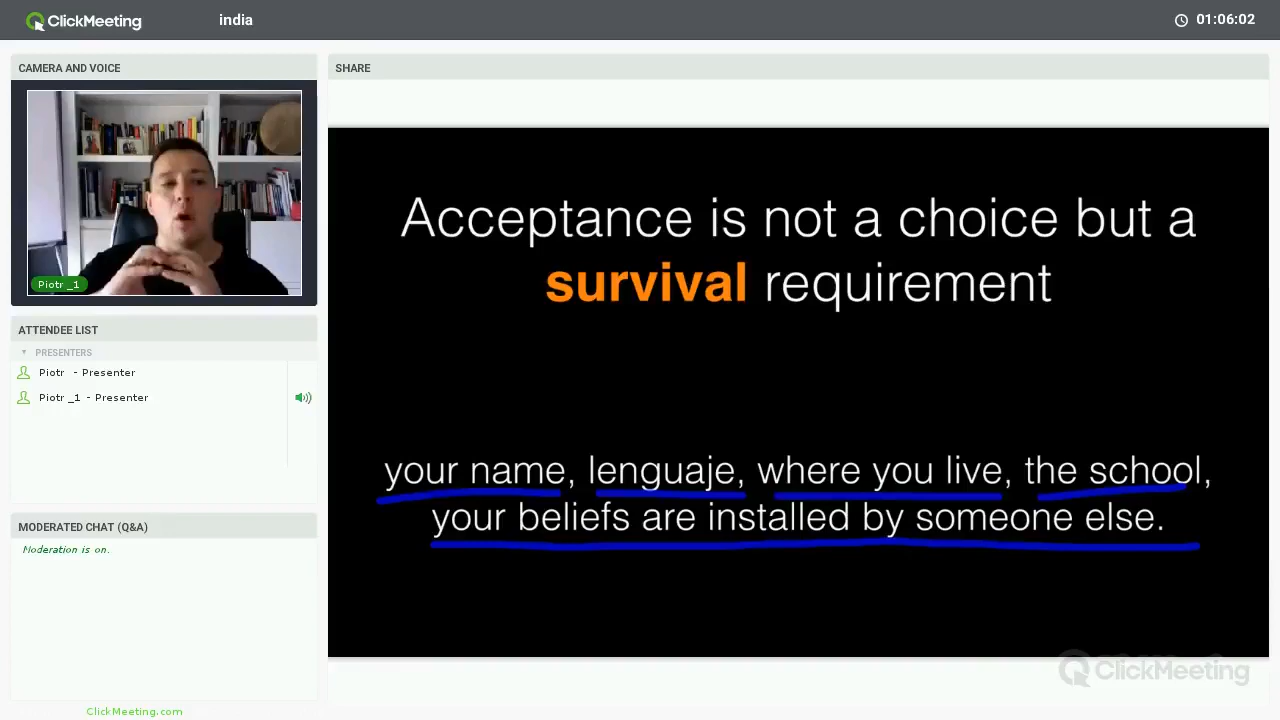 ClickMeeting
india
01:06:02
CAMERA AND VOICE
Piotr _1
ATTENDEE LIST
PRESENTERS
Piotr - Presenter
Piotr _1 - Presenter
MODERATED CHAT (Q&A)
Moderation is on.
ClickMeeting.com
SHARE
Acceptance is not a choice but a
survival requirement
your name, lenguaje, where you live, the school,
your beliefs are installed by someone else.
ClickMeeting